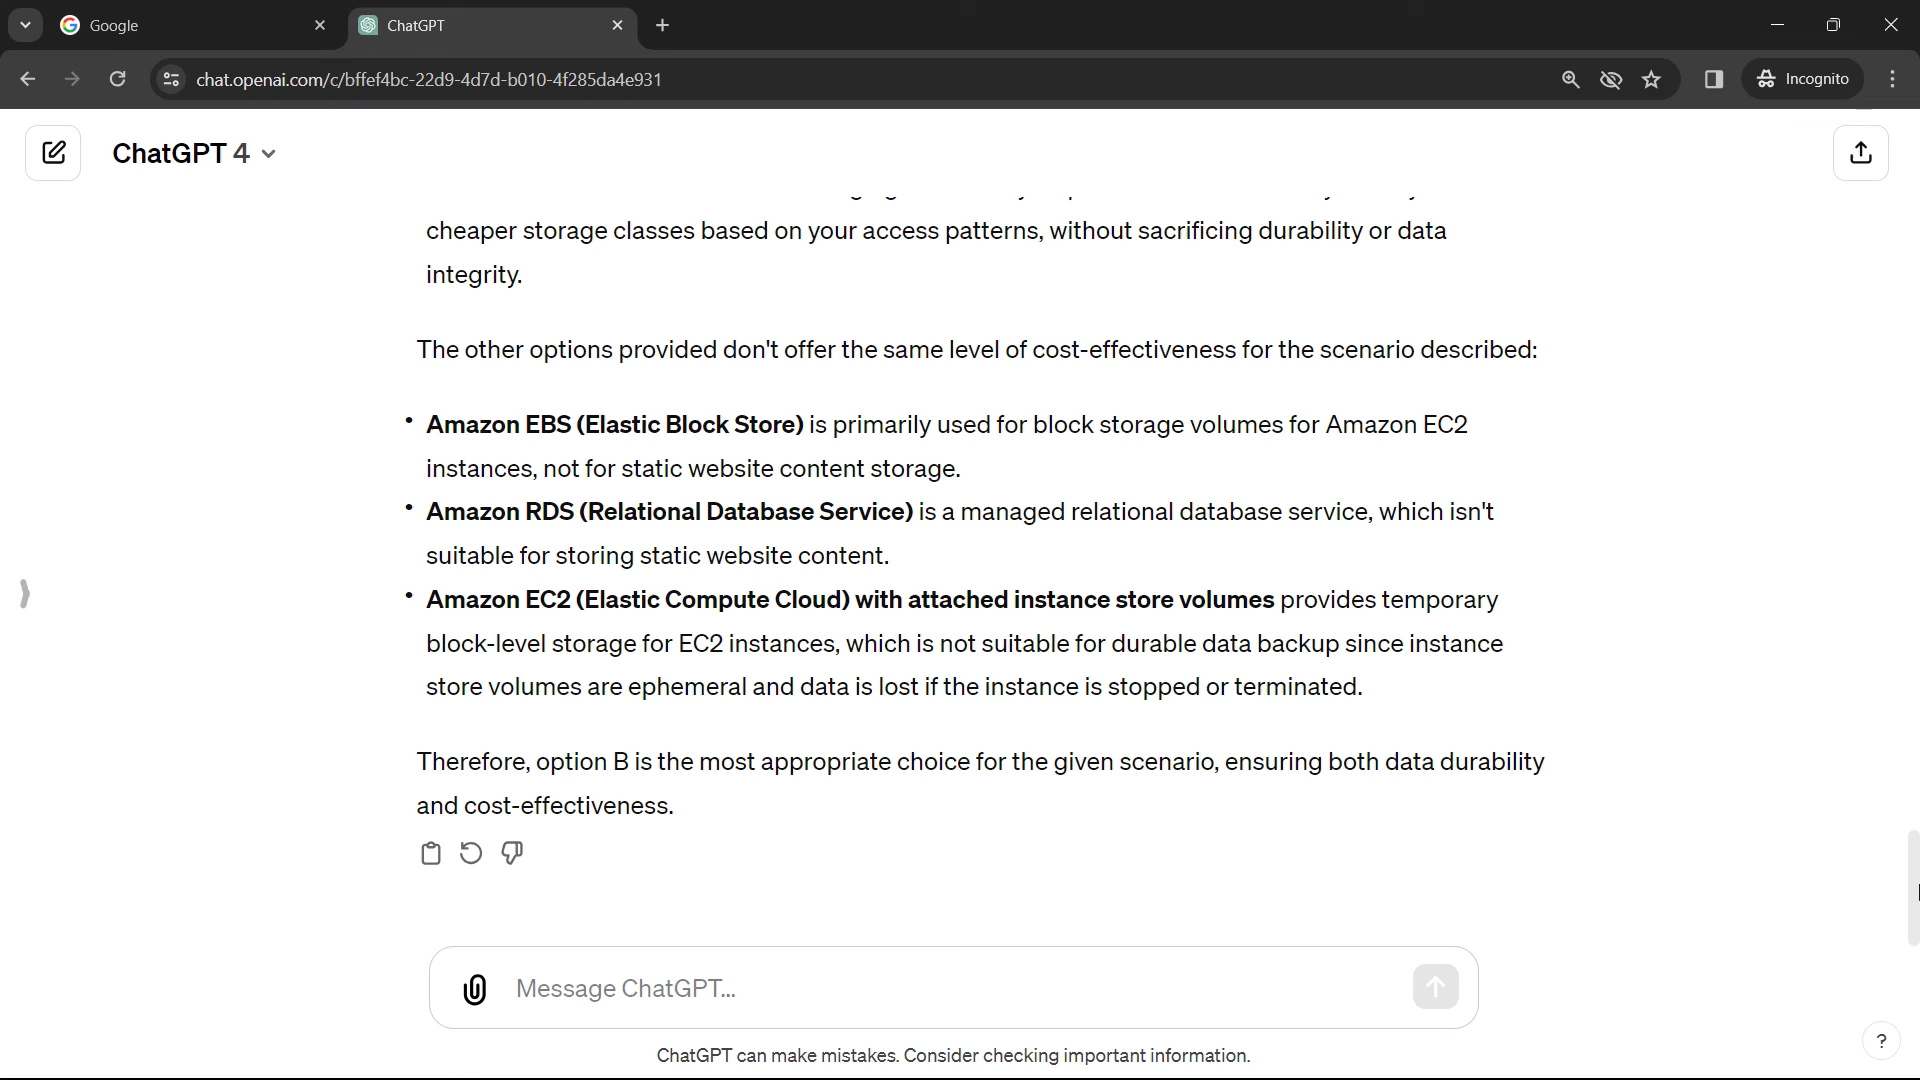 Google
ChatGPT
chat.openai.com/c/bffef4bc-22d9-4d7d-b010-4f285da4e931
Incognito
ChatGPT 4
cheaper storage classes based on your access patterns, without sacrificing durability or data
integrity.
The other options provided don't offer the same level of cost-effectiveness for the scenario described:
• Amazon EBS (Elastic Block Store) is primarily used for block storage volumes for Amazon EC2
instances, not for static website content storage.
• Amazon RDS (Relational Database Service) is a managed relational database service, which isn't
suitable for storing static website content.
• Amazon EC2 (Elastic Compute Cloud) with attached instance store volumes provides temporary
block-level storage for EC2 instances, which is not suitable for durable data backup since instance
store volumes are ephemeral and data is lost if the instance is stopped or terminated.
Therefore, option B is the most appropriate choice for the given scenario, ensuring both data durability
and cost-effectiveness.
Message ChatGPT...
ChatGPT can make mistakes. Consider checking important information.
?